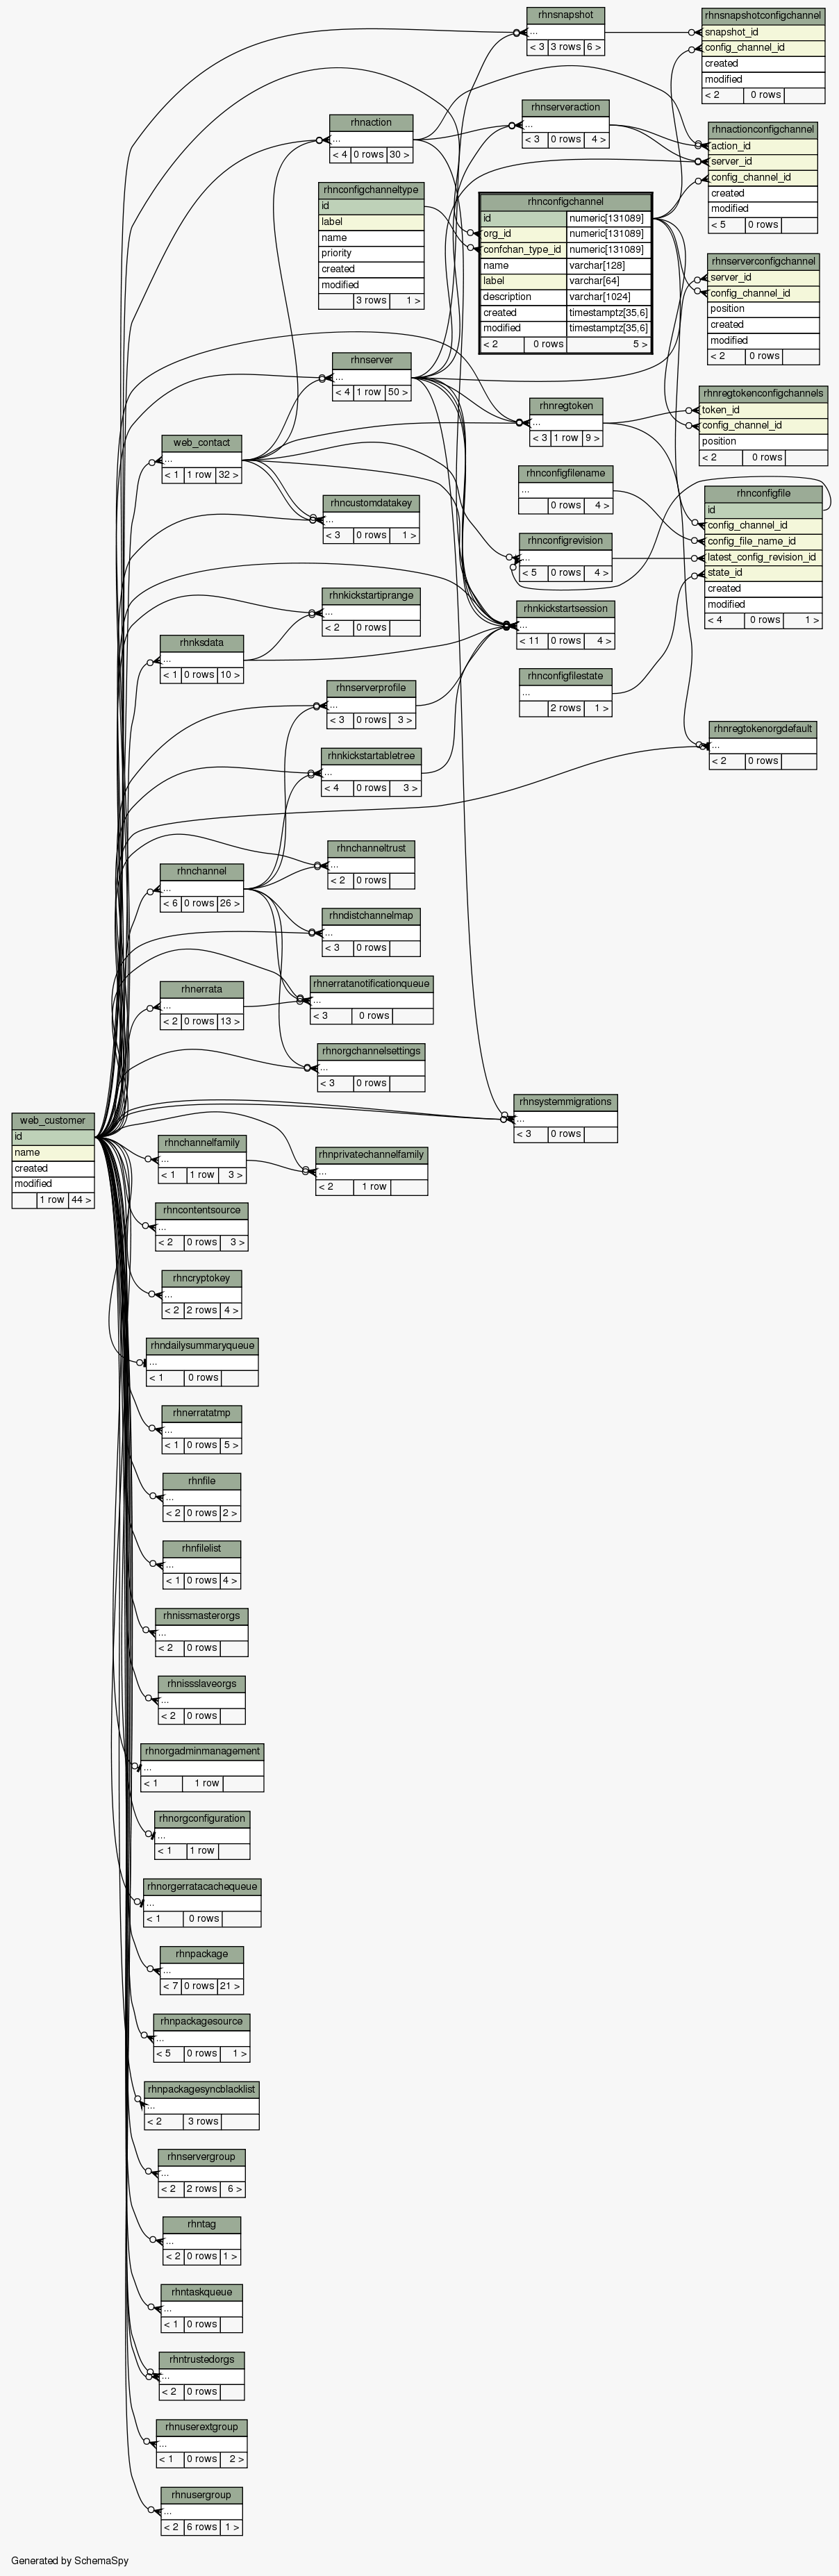 rhnsnapshot
...
< 3 3 rows 6 >
rhnsnapshotconfigchannel
snapshot_id
config_channel_id
created
modified
< 2 0 rows
rhnaction
...
< 4 0 rows 30 >
rhnserveraction
...
< 3 0 rows 4 >
rhnactionconfigchannel
action_id
server_id
config_channel_id
created
modified
< 5 0 rows
rhnconfigchanneltype
id
label
name
priority
created
modified
3 rows 1 >
rhnconfigchannel
id numeric[131089]
org_id numeric[131089]
confchan_type_id numeric[131089]
name varchar[128]
label varchar[64]
description varchar[1024]
created timestamptz[35,6]
modified timestamptz[35,6]
< 2 0 rows 5 >
rhnserverconfigchannel
server_id
config_channel_id
position
created
modified
< 2 0 rows
rhnserver
...
< 4 1 row 50 >
rhnregtoken
...
< 3 1 row 9 >
rhnregtokenconfigchannels
token_id
config_channel_id
position
< 2 0 rows
web_contact
...
< 1 1 row 32 >
rhnconfigfilename
...
0 rows 4 >
rhnconfigfile
id
config_channel_id
config_file_name_id
latest_config_revision_id
state_id
created
modified
< 4 0 rows 1 >
rhncustomdatakey
...
< 3 0 rows 1 >
rhnconfigrevision
...
< 5 0 rows 4 >
rhnkickstartiprange
...
< 2 0 rows
rhnkickstartsession
...
< 11 0 rows 4 >
rhnksdata
...
< 1 0 rows 10 >
rhnconfigfilestate
...
2 rows 1 >
rhnserverprofile
...
< 3 0 rows 3 >
rhnregtokenorgdefault
...
< 2 0 rows
rhnkickstartabletree
...
< 4 0 rows 3 >
rhnchanneltrust
...
< 2 0 rows
rhnchannel
...
< 6 0 rows 26 >
rhndistchannelmap
...
< 3 0 rows
rhnerratanotificationqueue
...
< 3 0 rows
rhnerrata
...
< 2 0 rows 13 >
rhnorgchannelsettings
...
< 3 0 rows
rhnsystemmigrations
...
< 3 0 rows
web_customer
id
name
created
modified
1 row 44 >
rhnchannelfamily
...
< 1 1 row 3 >
rhnprivatechannelfamily
...
< 2 1 row
rhncontentsource
...
< 2 0 rows 3 >
rhncryptokey
...
< 2 2 rows 4 >
rhndailysummaryqueue
...
< 1 0 rows
rhnerratatmp
...
< 1 0 rows 5 >
rhnfile
...
< 2 0 rows 2 >
rhnfilelist
...
< 1 0 rows 4 >
rhnissmasterorgs
...
< 2 0 rows
rhnissslaveorgs
...
< 2 0 rows
rhnorgadminmanagement
...
< 1 1 row
rhnorgconfiguration
...
< 1 1 row
rhnorgerratacachequeue
...
< 1 0 rows
rhnpackage
...
< 7 0 rows 21 >
rhnpackagesource
...
< 5 0 rows 1 >
rhnpackagesyncblacklist
...
< 2 3 rows
rhnservergroup
...
< 2 2 rows 6 >
rhntag
...
< 2 0 rows 1 >
rhntaskqueue
...
< 1 0 rows
rhntrustedorgs
...
< 2 0 rows
rhnuserextgroup
...
< 1 0 rows 2 >
rhnusergroup
...
< 2 6 rows 1 >
Generated by SchemaSpy